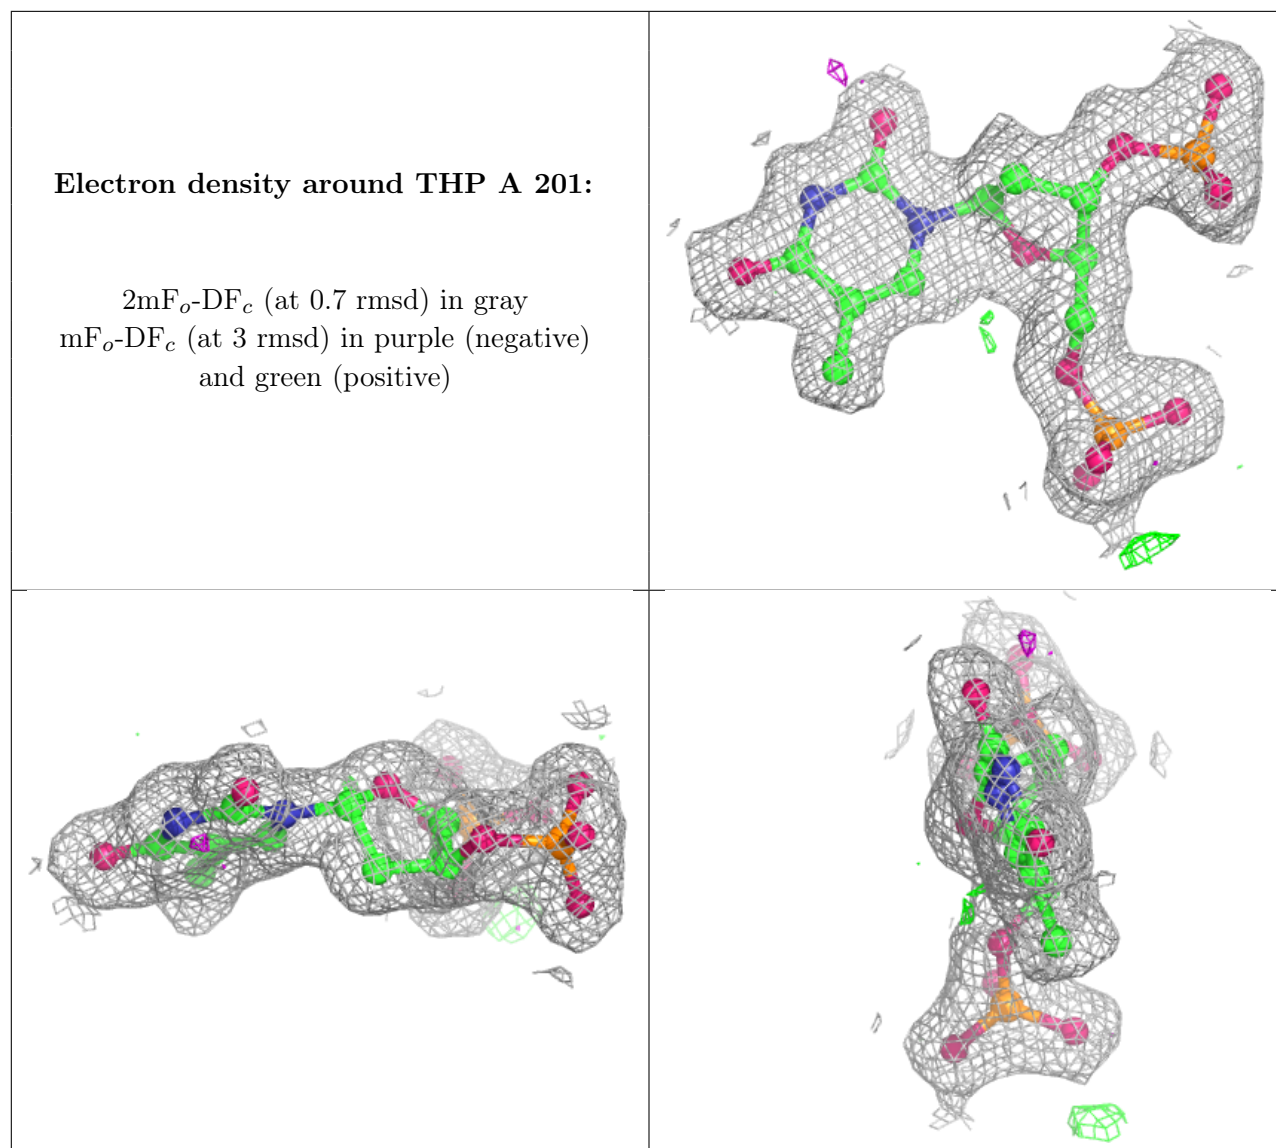 Electron density around THP A 201:
2mFo-DFc (at 0.7 rmsd) in gray
mFo-DFc (at 3 rmsd) in purple (negative)
and green (positive)